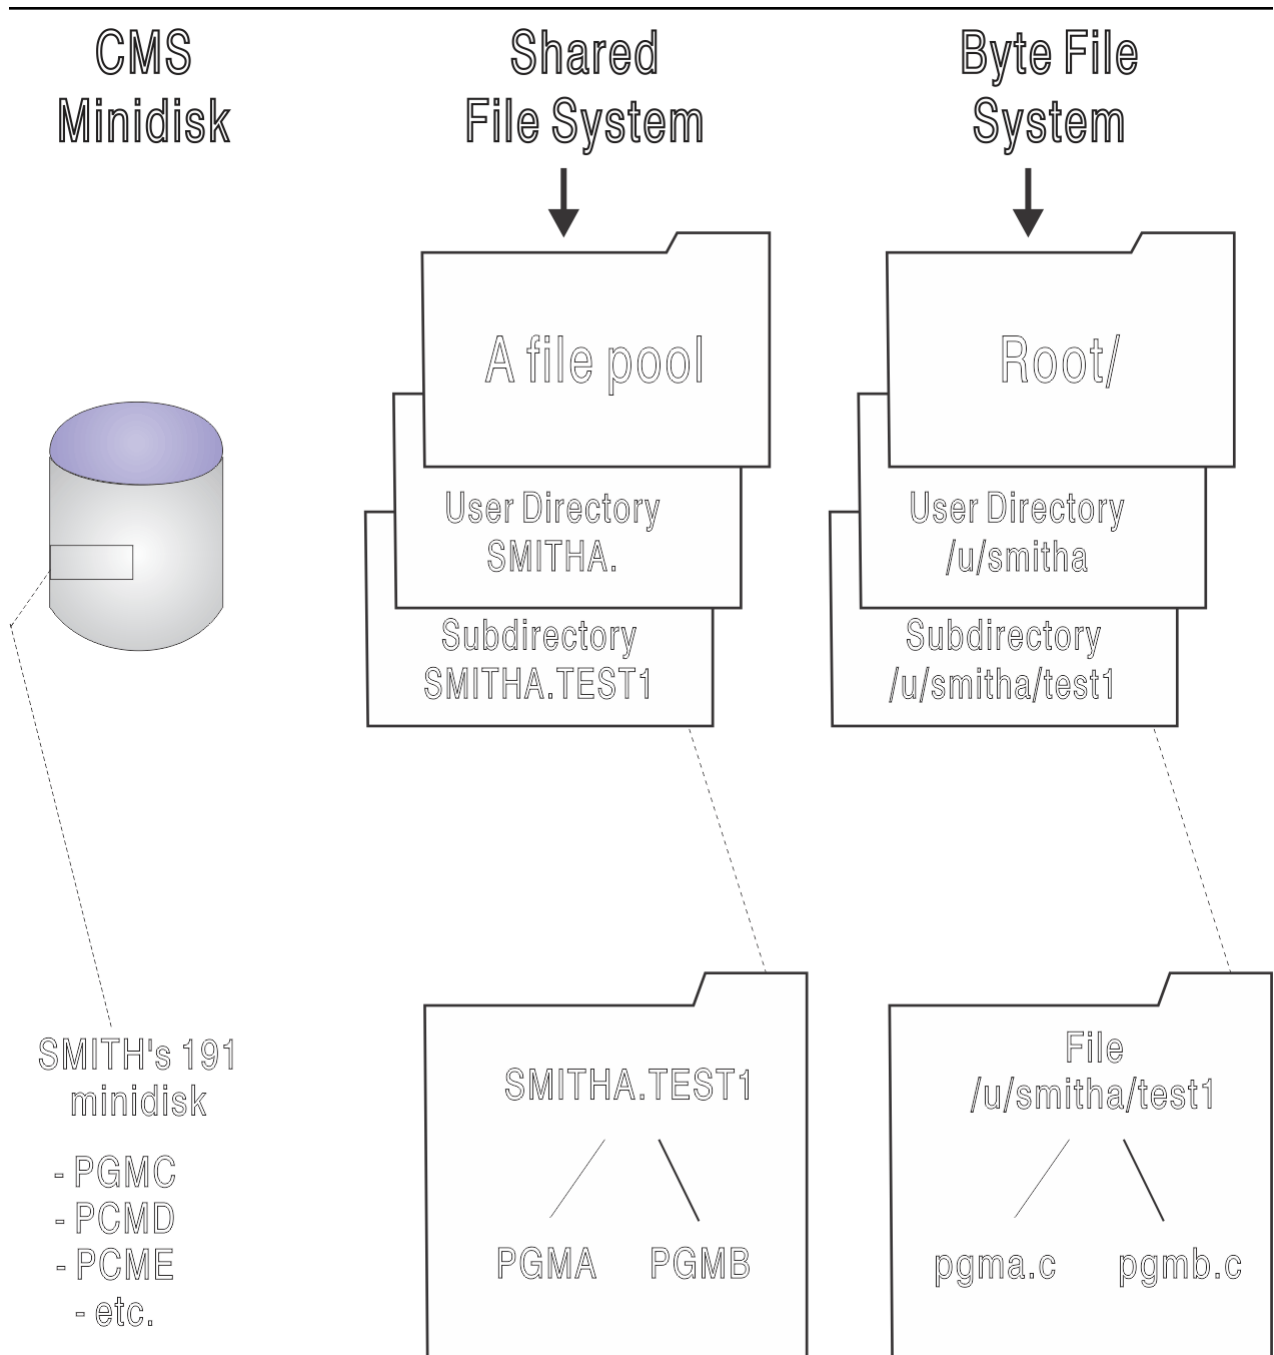 CMS
Minidisk
Shared
File System
Byte File
System
A file pool
User Directory
SMITHA.
Subdirectory
SMITHA.TEST1
Root/
User Directory
/u/smitha
Subdirectory
/u/smitha/test1
SMITH's 191
minidisk
- PGMC
- PCMD
- PCME
- etc.
SMITHA.TEST1
PGMA PGMB
File
/u/smitha/test1
pgma.c pgmb.c